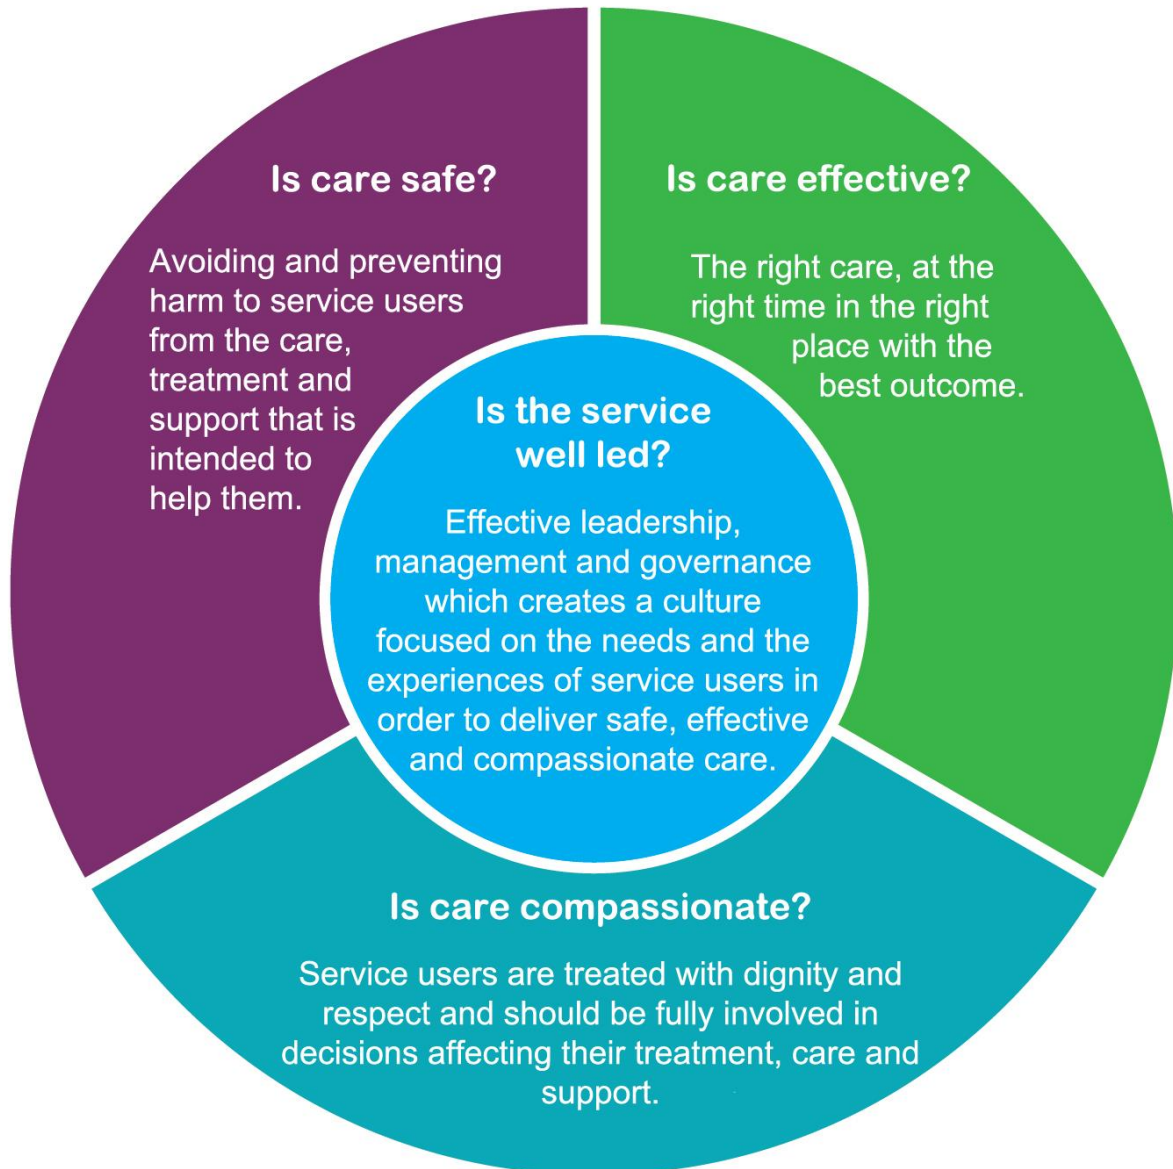 Is care safe?
Avoiding and preventing
harm to service users
from the care,
treatment and
support that is
intended to
help them.
Is care effective?
The right care, at the
right time in the right
place with the
best outcome.
Is the service
well led?
Effective leadership,
management and governance
which creates a culture
focused on the needs and the
experiences of service users in
order to deliver safe, effective
and compassionate care.
Is care compassionate?
Service users are treated with dignity and
respect and should be fully involved in
decisions affecting their treatment, care and
support.